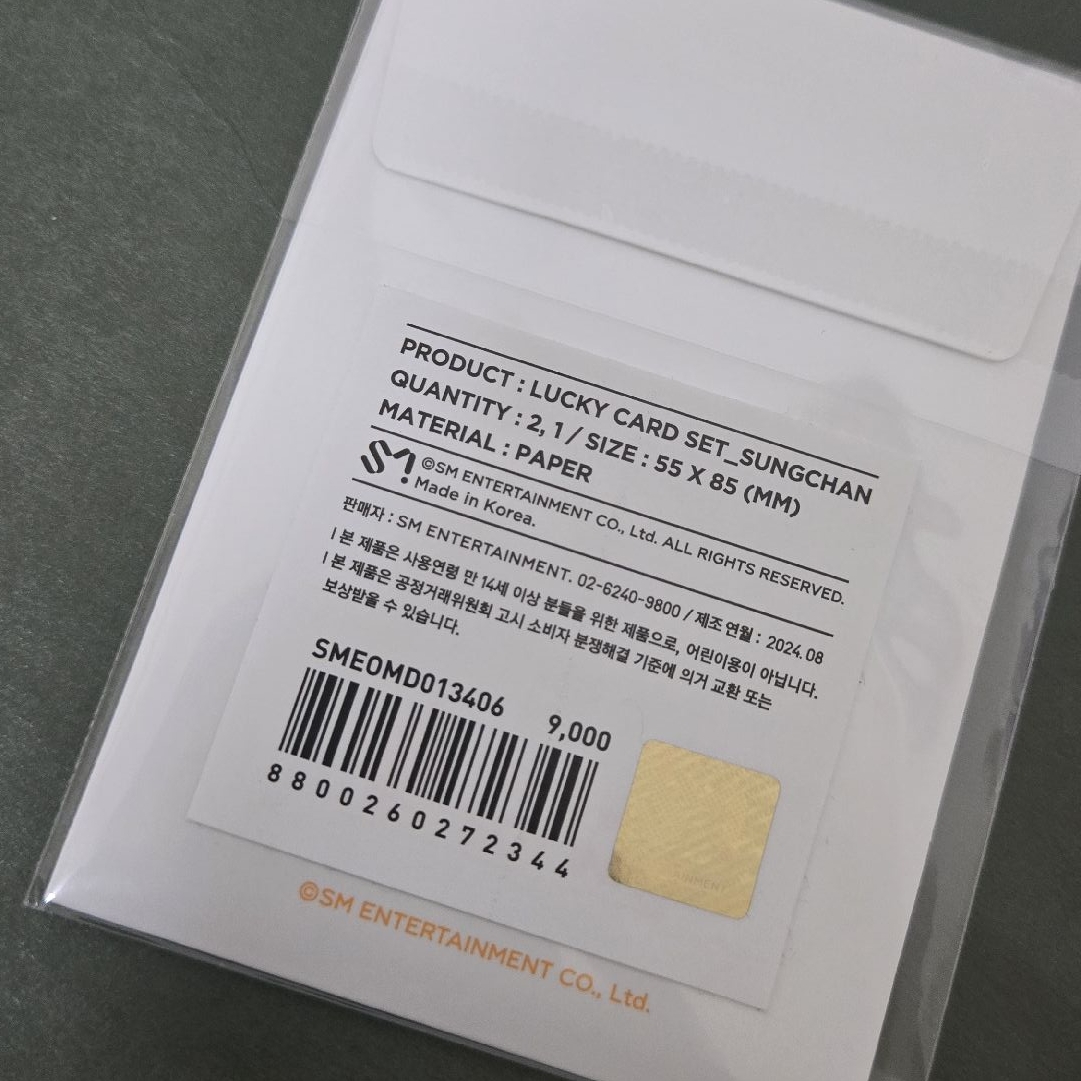 PRODUCT : LUCKY CARD SET_SUNGCHAN
QUANTITY : 2, 1 / SIZE : 55 X 85 (MM)
MATERIAL : PAPER
SM ©SM ENTERTAINMENT CO., Ltd. ALL RIGHTS RESERVED.
Made in Korea.
판매자 : SM ENTERTAINMENT. 02-6240-9800 / 제조연월 : 2024.08
| 본 제품은 사용연령 만 14세 이상 분들을 위한 제품으로, 어린이용이 아닙니다.
| 본 제품은 공정거래위원회 고시 소비자 분쟁해결 기준에 의거 교환 또는
보상받을 수 있습니다.
SMEOMD013406 9,000
8800260272344
©SM ENTERTAINMENT CO., Ltd.